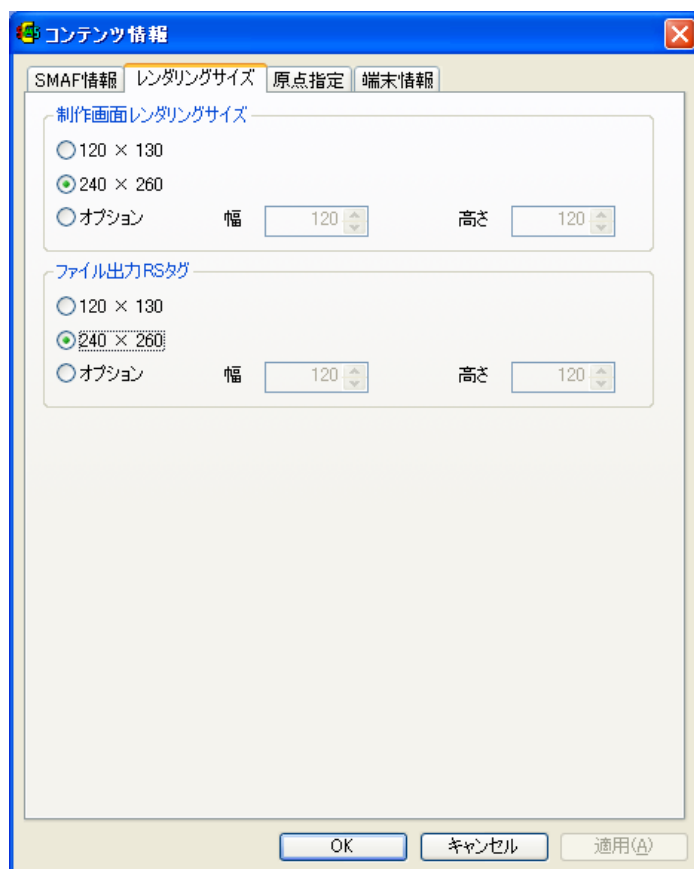 コンテンツ情報
SMAF情報 レンダリングサイズ 原点指定 端末情報
制作画面レンダリングサイズ
120 × 130
240 × 260
オプション 幅 120 高さ 120
ファイル出力RSタグ
120 × 130
240 × 260
オプション 幅 120 高さ 120
OK キャンセル 適用(A)